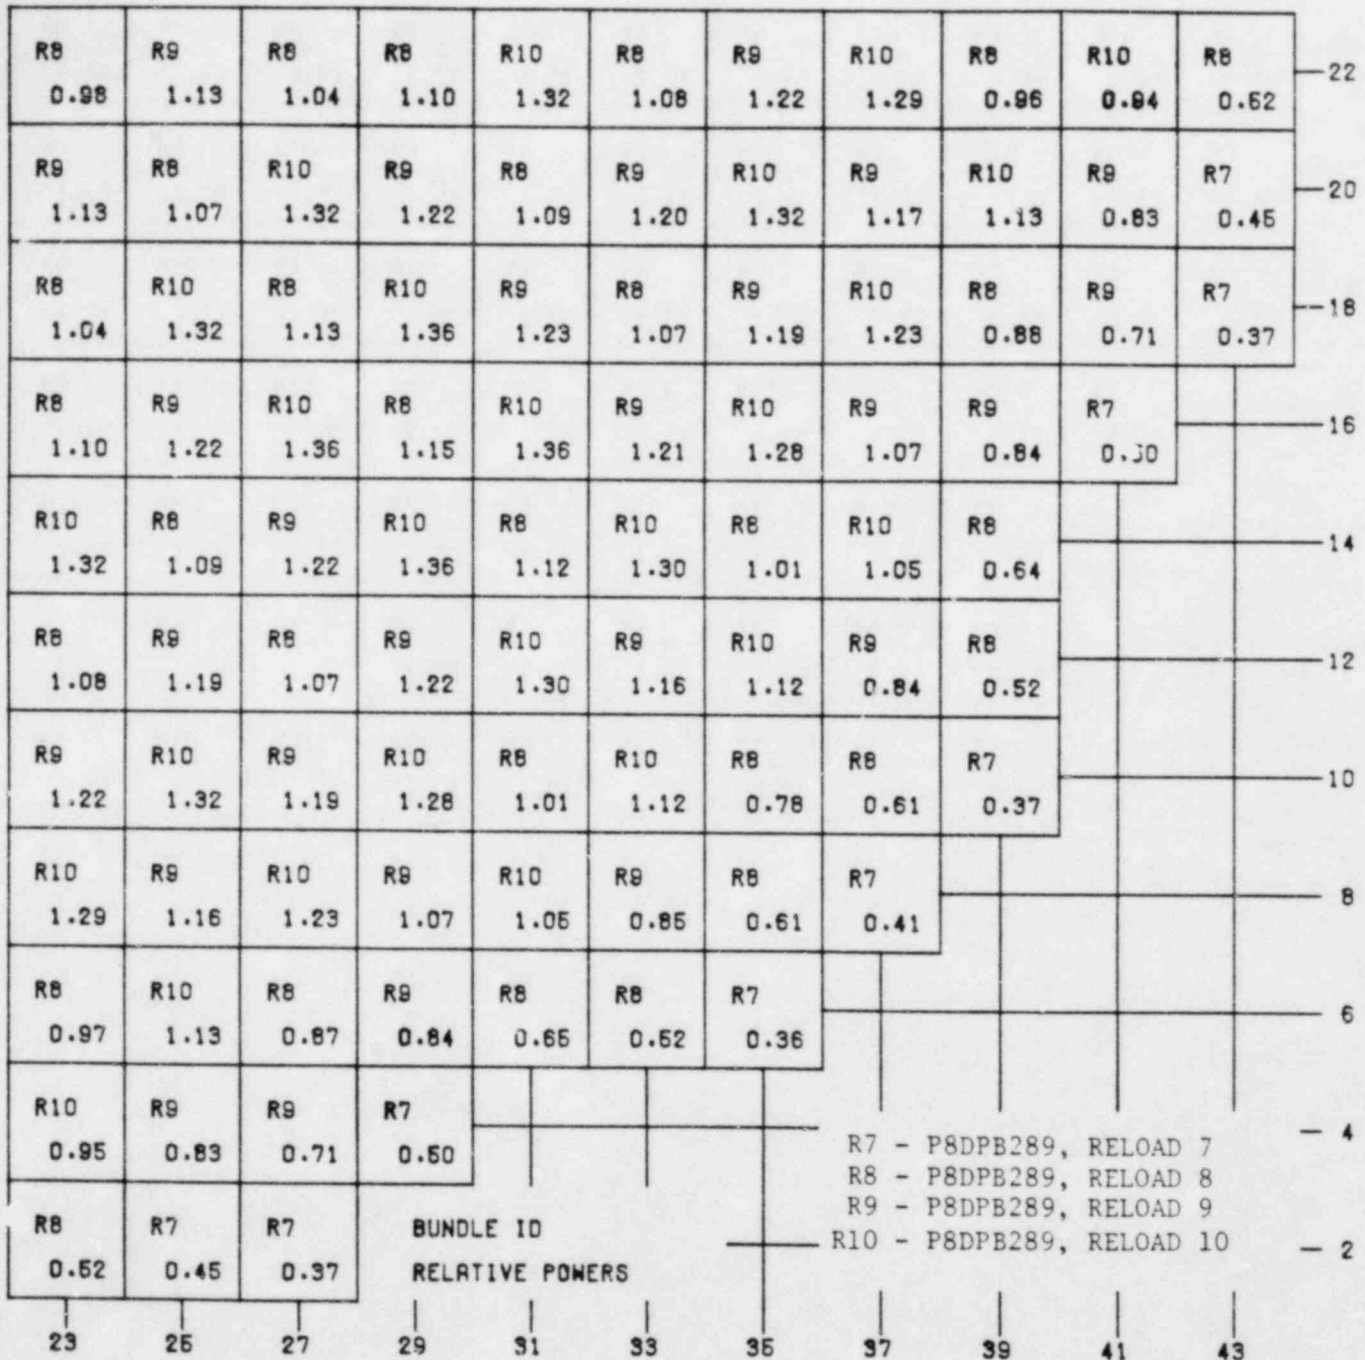 R8 R9 R8 R8 R10 R8 R9 R10 R8 R10 R8
0.98 1.13 1.04 1.10 1.32 1.08 1.22 1.29 0.96 0.94 0.52 22
R9 R8 R10 R9 R8 R9 R10 R9 R10 R9 R7
1.13 1.07 1.32 1.22 1.09 1.20 1.32 1.17 1.13 0.83 0.45 20
R8 R10 R8 R10 R9 R8 R9 R10 R8 R9 R7
1.04 1.32 1.13 1.36 1.23 1.07 1.19 1.23 0.88 0.71 0.37 18
R8 R9 R10 R8 R10 R9 R10 R9 R9 R7
1.10 1.22 1.36 1.15 1.36 1.21 1.28 1.07 0.84 0.50 16
R10 R8 R9 R10 R8 R10 R8 R10 R8
1.32 1.09 1.22 1.36 1.12 1.30 1.01 1.05 0.64 14
R8 R9 R8 R9 R10 R9 R10 R9 R8
1.08 1.19 1.07 1.22 1.30 1.16 1.12 0.84 0.52 12
R9 R10 R9 R10 R8 R10 R8 R8 R7
1.22 1.32 1.19 1.28 1.01 1.12 0.78 0.61 0.37 10
R10 R9 R10 R9 R10 R9 R8 R7
1.29 1.16 1.23 1.07 1.05 0.85 0.61 0.41 8
R8 R10 R8 R9 R8 R8 R7
0.97 1.13 0.87 0.84 0.65 0.52 0.36 6
R10 R9 R9 R7
0.95 0.83 0.71 0.50 4
R7 - P8DPB289, RELOAD 7
R8 - P8DPB289, RELOAD 8
R9 - P8DPB289, RELOAD 9
R10 - P8DPB289, RELOAD 10 2
R8 R7 R7 BUNDLE ID
0.52 0.45 0.37 RELATIVE POWERS
23 25 27 29 31 33 35 37 39 41 43